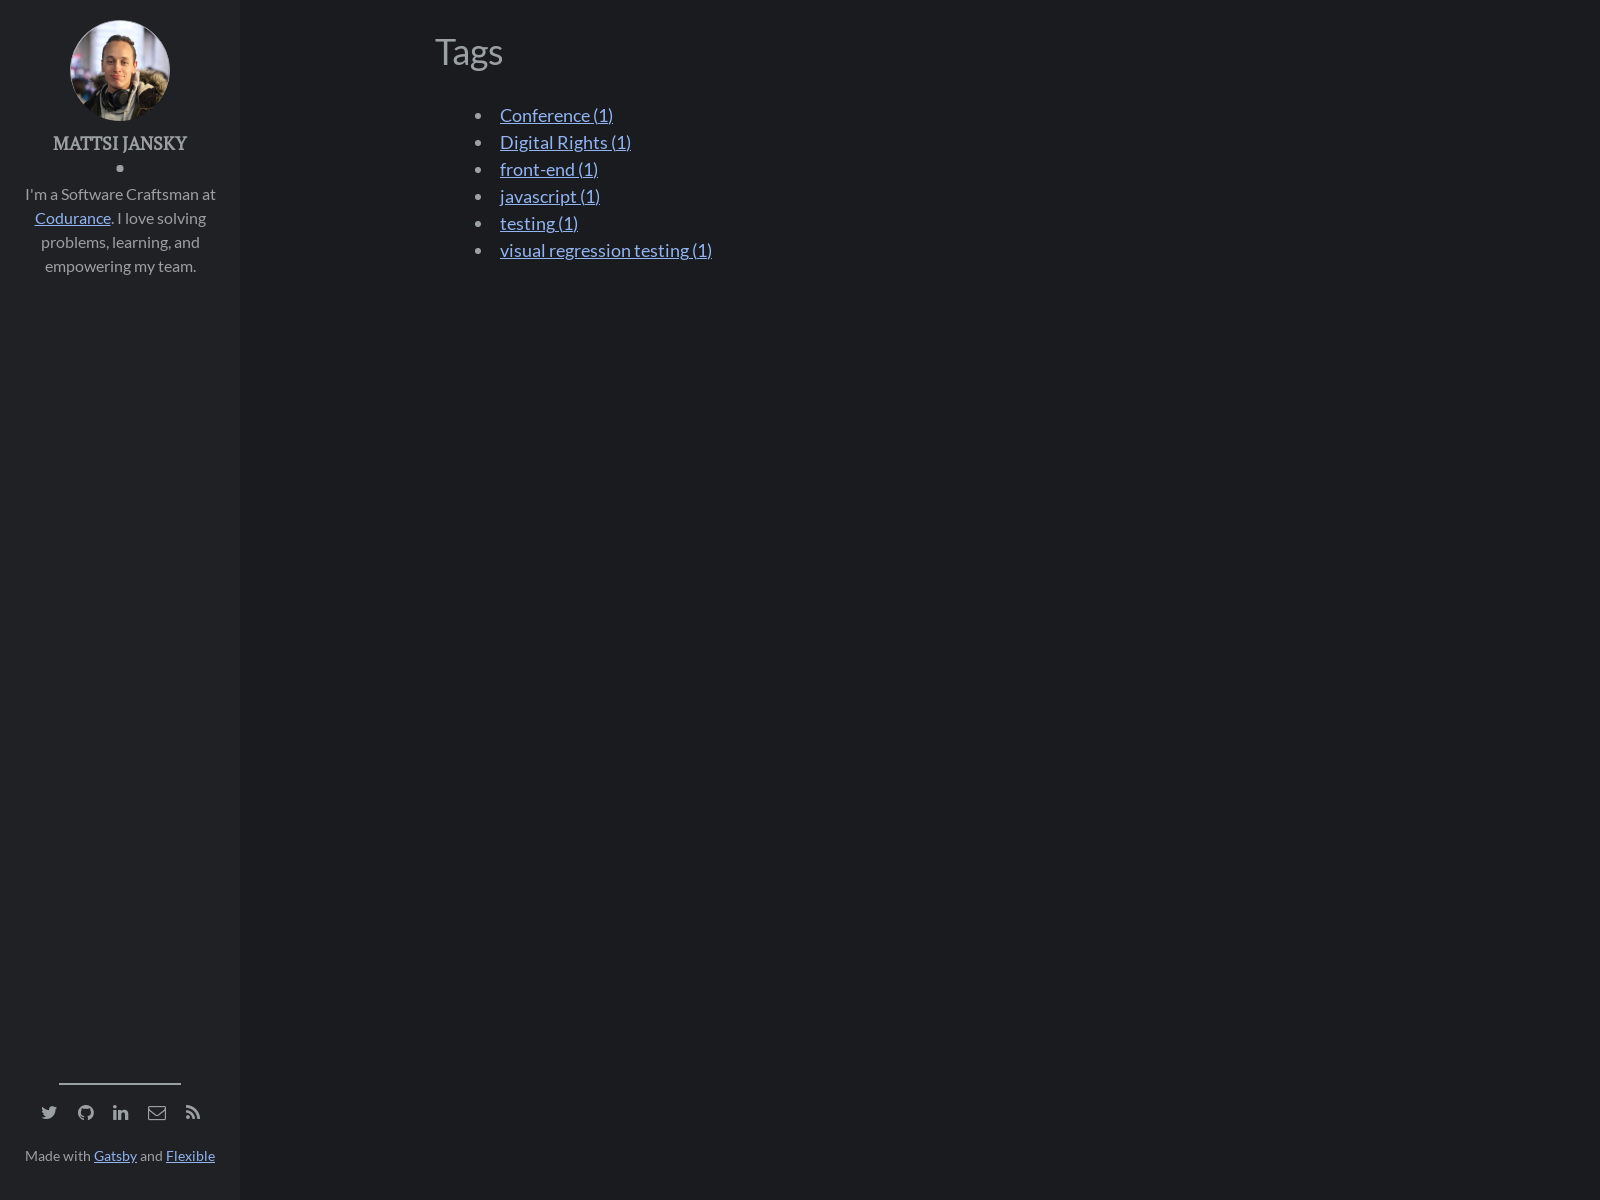 MATTSI JANSKY
I'm a Software Craftsman at
Codurance. I love solving
problems, learning, and
empowering my team.
Made with Gatsby and Flexible
Tags
Conference (1)
Digital Rights (1)
front-end (1)
javascript (1)
testing (1)
visual regression testing (1)